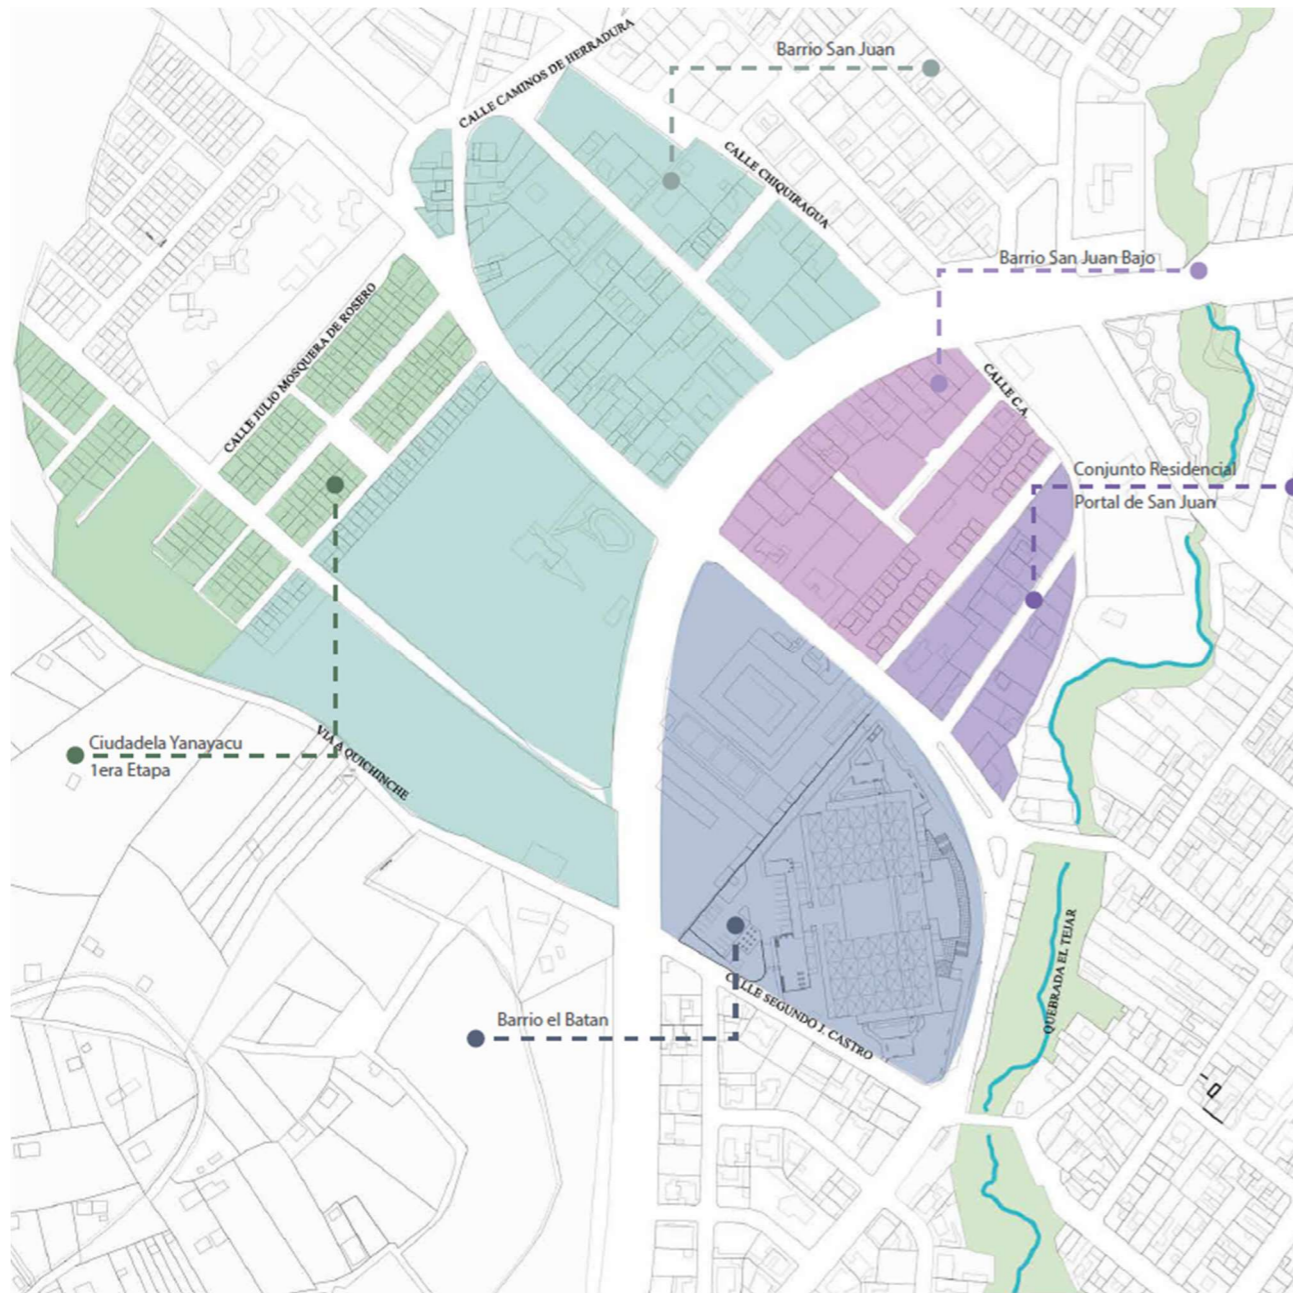 CALLE CAMINOS DE HERRADURA
Barrio San Juan
CALLE CHIQUIRAGUA
Barrio San Juan Bajo
CALLE JULIO MOSQUERA DE ROSERO
CALLE C.A.
Conjunto Residencial
Portal de San Juan
Ciudadela Yanayacu
1era Etapa
VIA A QUICHINCHE
QUEBRADA EL TEJAR
CALLE SEGUNDO J. CASTRO
Barrio el Batan